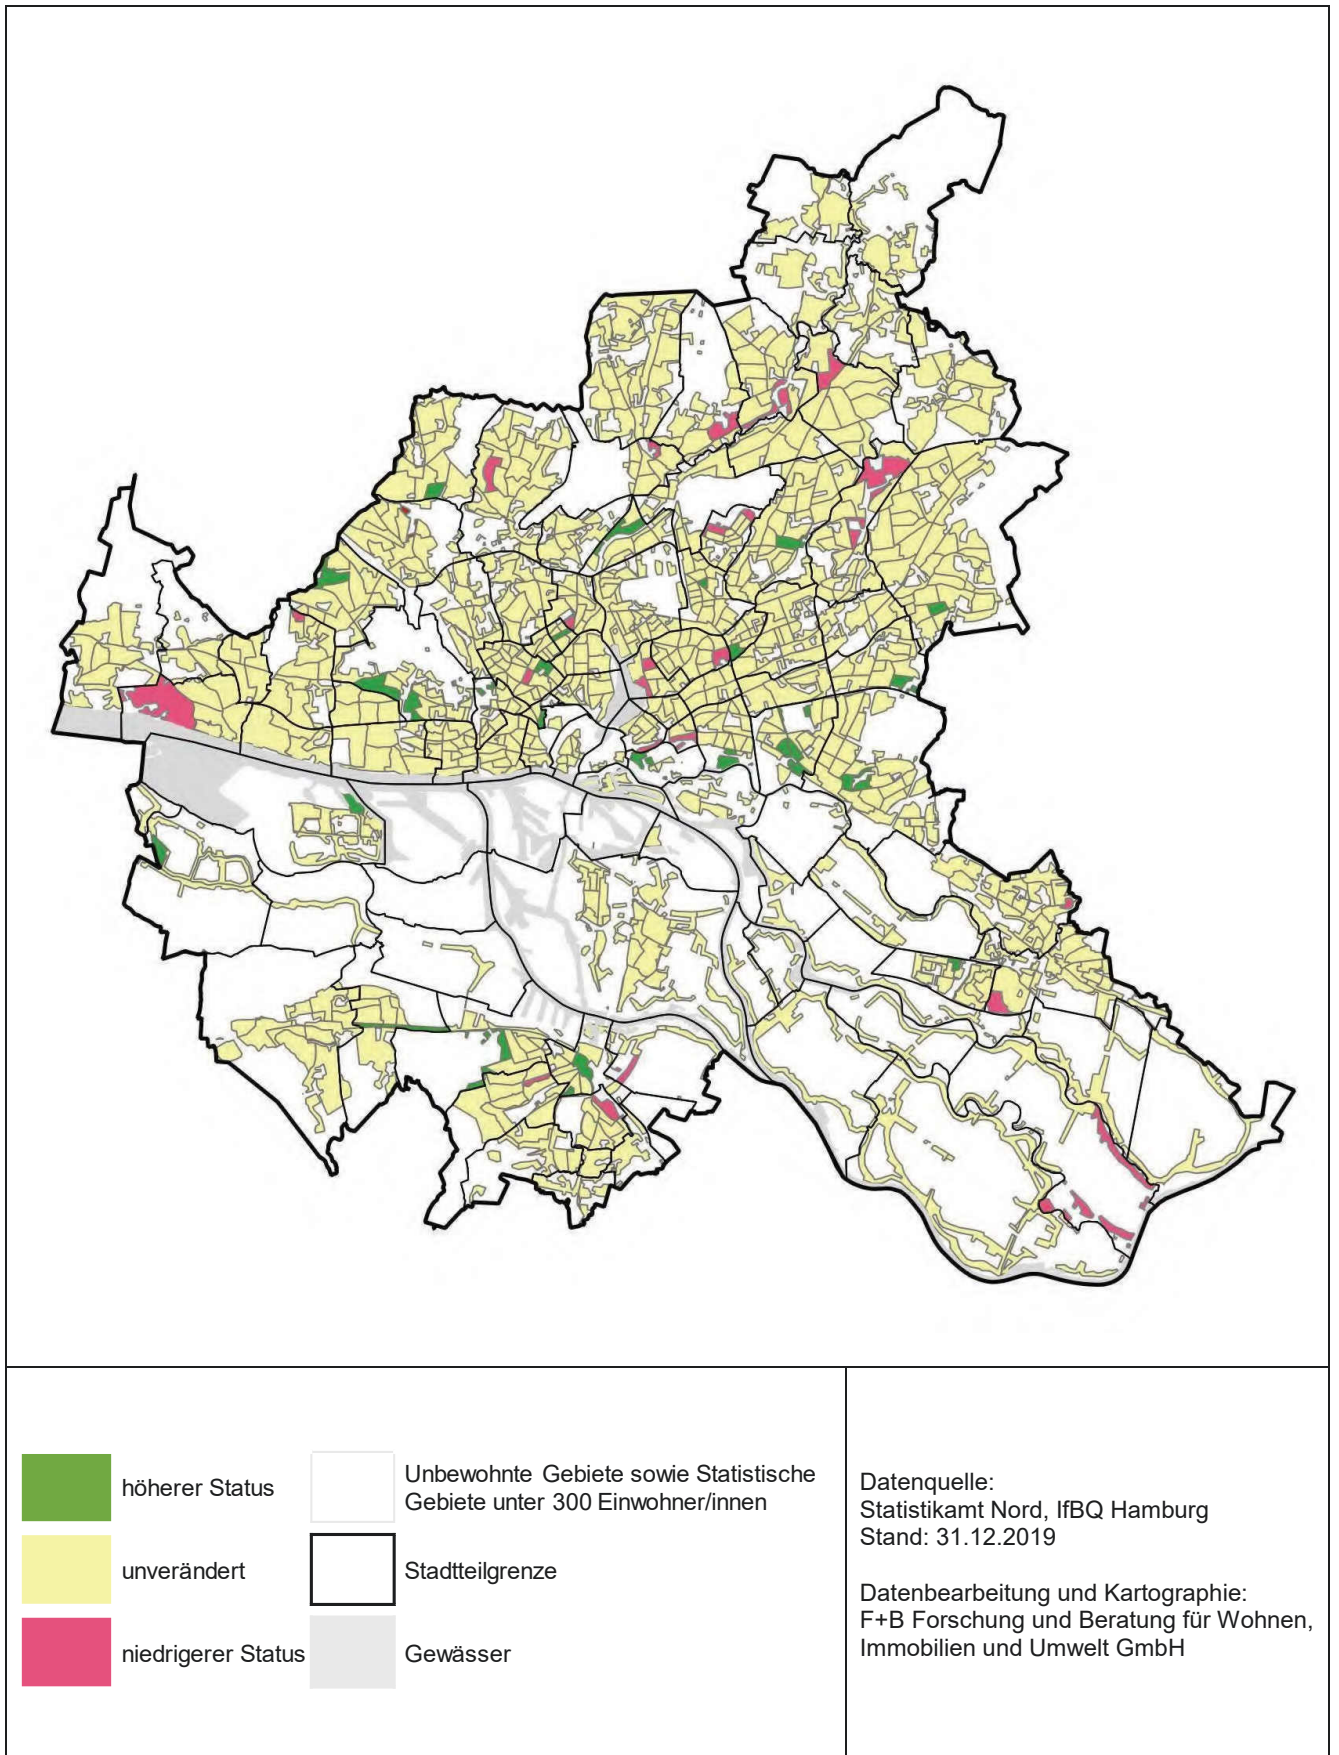 höherer Status
unverändert
niedrigerer Status
Unbewohnte Gebiete sowie Statistische
Gebiete unter 300 Einwohner/innen
Stadtteilgrenze
Gewässer
Datenquelle:
Statistikamt Nord, IfBQ Hamburg
Stand: 31.12.2019
Datenbearbeitung und Kartographie:
F+B Forschung und Beratung für Wohnen,
Immobilien und Umwelt GmbH